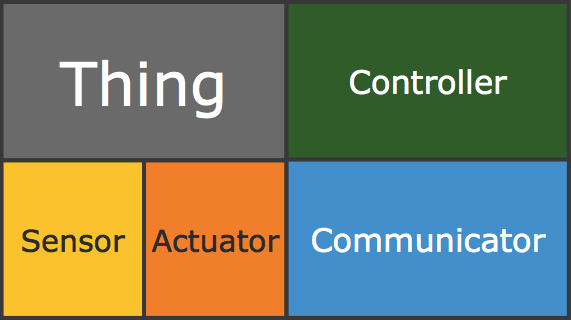 Thing
Controller
Sensor
Actuator
Communicator